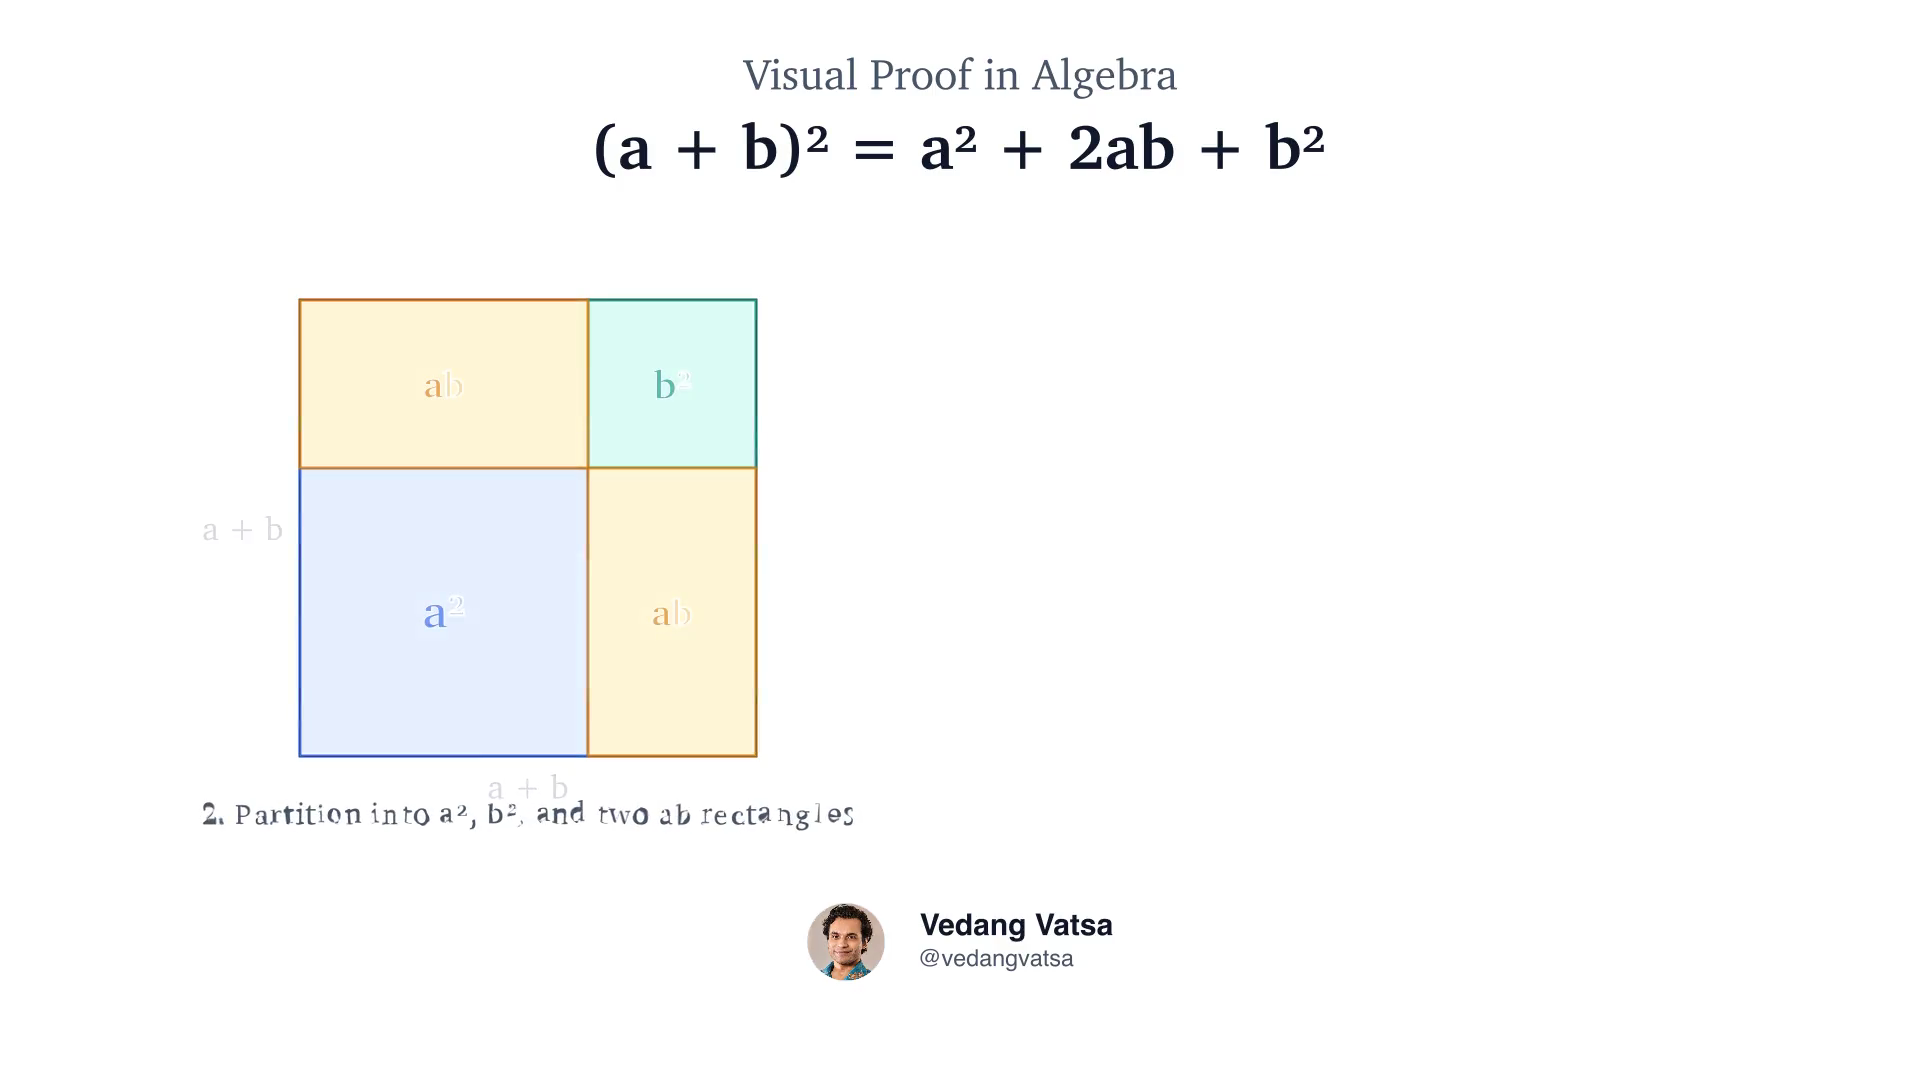 Visual Proof in Algebra
(a + b)² = a² + 2ab + b²
ab
b²
a + b
a²
ab
a + b
2. Partition into a², b², and two ab rectangles
Vedang Vatsa
@vedangvatsa